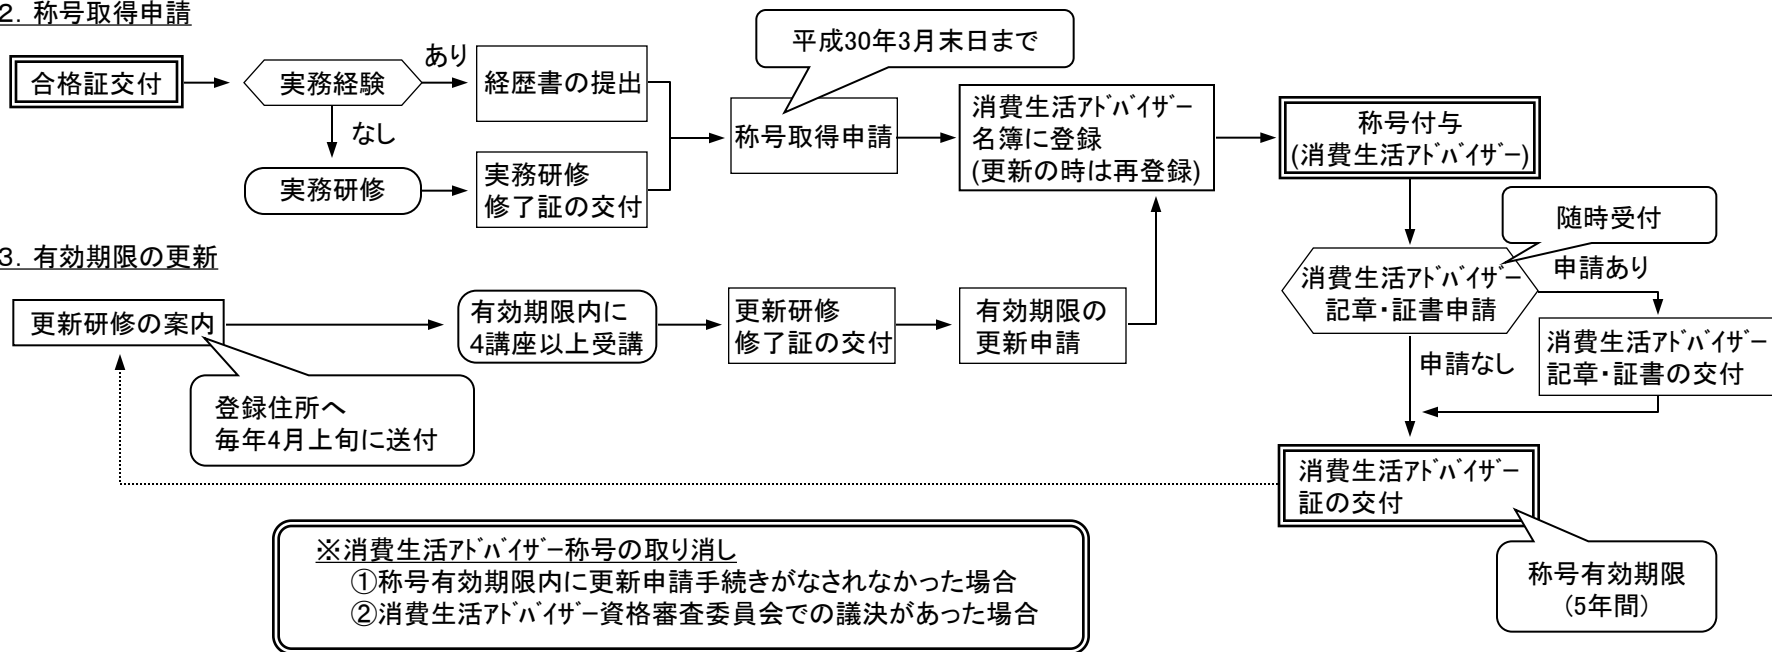 2. 称号取得申請
合格証交付
実務経験
あり
なし
経歴書の提出
実務研修
実務研修
修了証の交付
平成30年3月末日まで
称号取得申請
消費生活ｱﾄﾞﾊﾞｲｻﾞｰ
名簿に登録
(更新の時は再登録)
称号付与
(消費生活ｱﾄﾞﾊﾞｲｻﾞｰ)
随時受付
消費生活ｱﾄﾞﾊﾞｲｻﾞｰ
記章・証書申請
申請あり
申請なし
消費生活ｱﾄﾞﾊﾞｲｻﾞｰ
記章・証書の交付
消費生活ｱﾄﾞﾊﾞｲｻﾞｰ
証の交付
称号有効期限
(5年間)
3. 有効期限の更新
更新研修の案内
登録住所へ
毎年4月上旬に送付
有効期限内に
4講座以上受講
更新研修
修了証の交付
有効期限の
更新申請
※消費生活ｱﾄﾞﾊﾞｲｻﾞｰ称号の取り消し
①称号有効期限内に更新申請手続きがなされなかった場合
②消費生活ｱﾄﾞﾊﾞｲｻﾞｰ資格審査委員会での議決があった場合